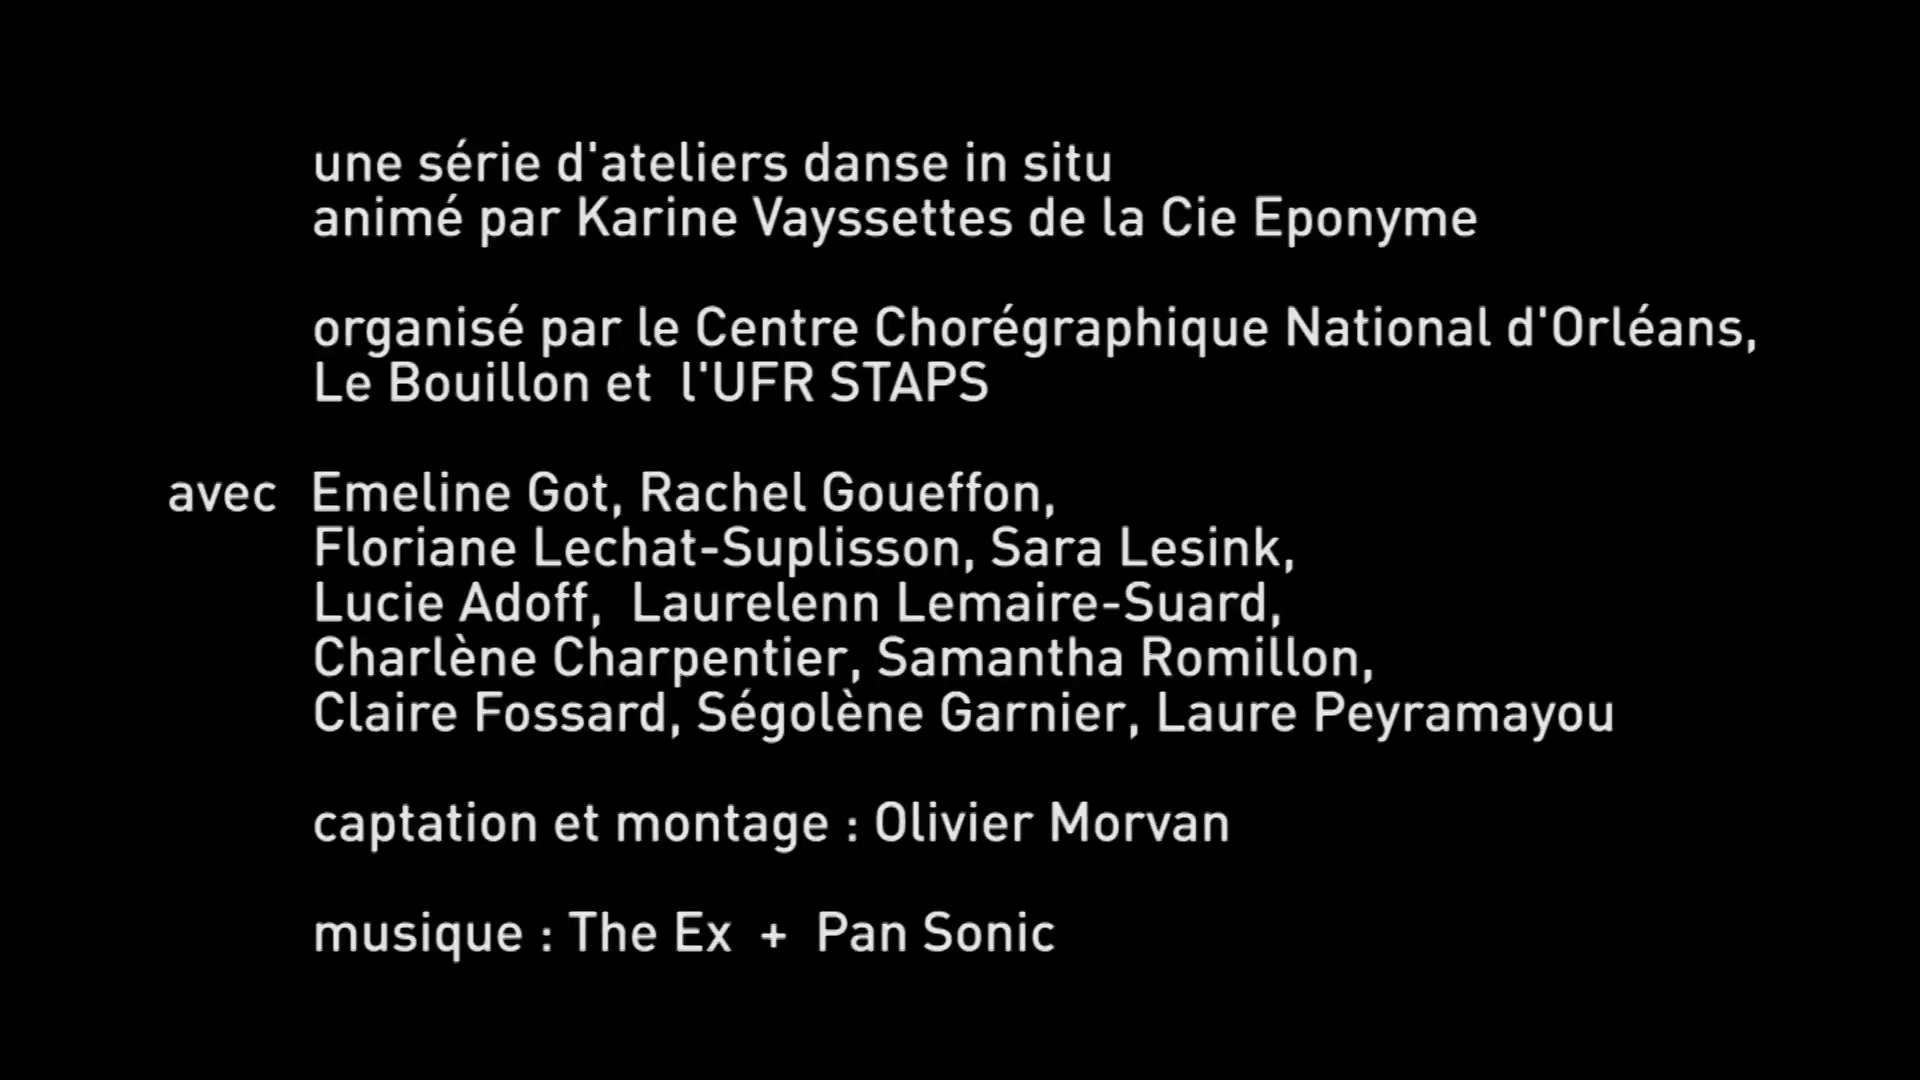 une série d'ateliers danse in situ
animé par Karine Vayssettes de la Cie Eponyme
organisé par le Centre Chorégraphique National d'Orléans,
Le Bouillon et l'UFR STAPS
avec Emeline Got, Rachel Goueffon,
Floriane Lechat-Suplisson, Sara Lesink,
Lucie Adoff, Laurelenn Lemaire-Suard,
Charlène Charpentier, Samantha Romillon,
Claire Fossard, Ségolène Garnier, Laure Peyramayou
captation et montage : Olivier Morvan
musique : The Ex + Pan Sonic